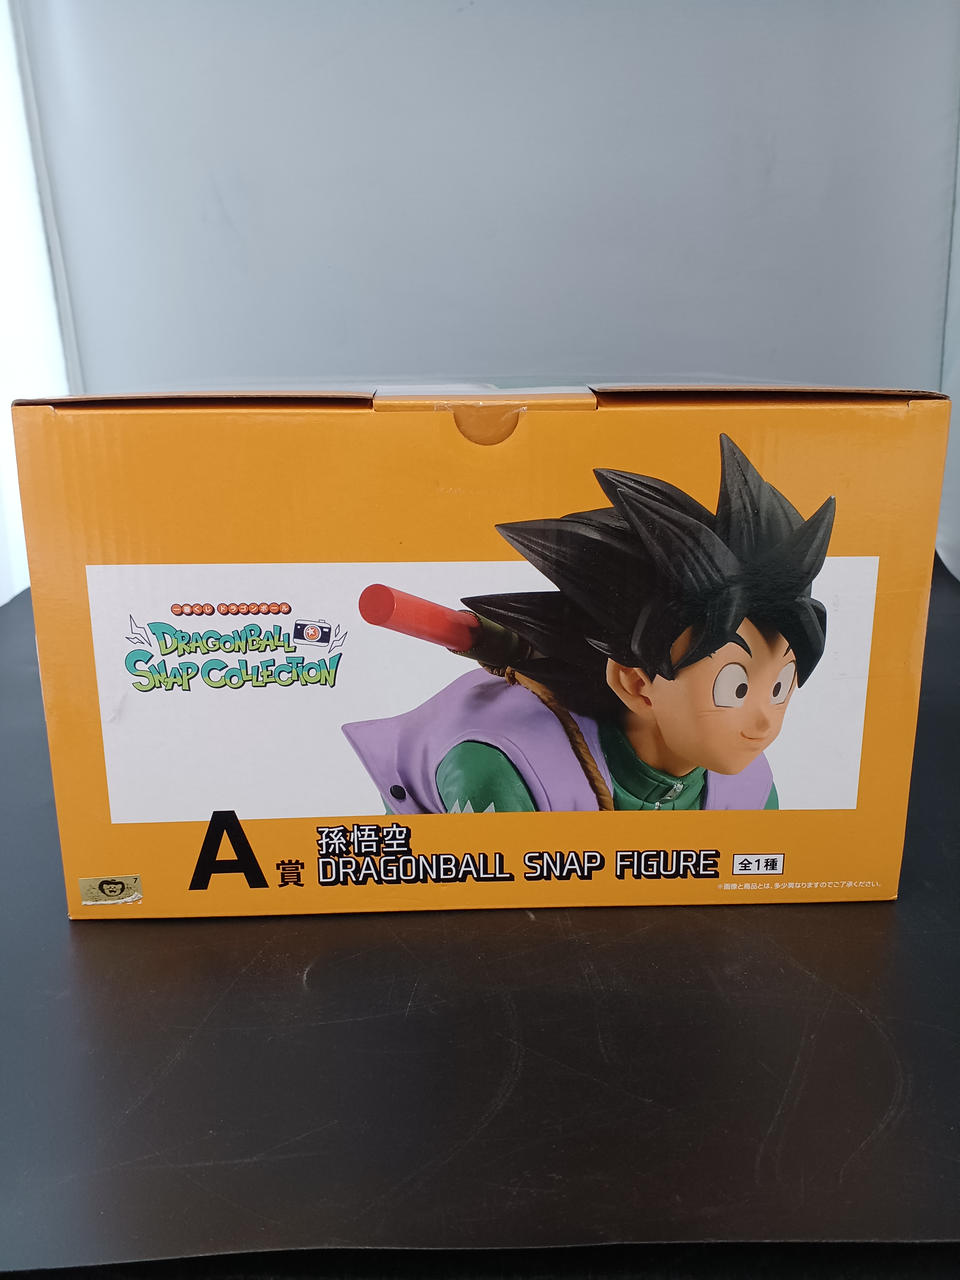 一番くじ ドラゴンボール
DRAGONBALL
SNAP COLLECTION
A賞
孫悟空
DRAGONBALL SNAP FIGURE
全1種
※画像と商品とは、多少異なりますのでご了承ください。
7